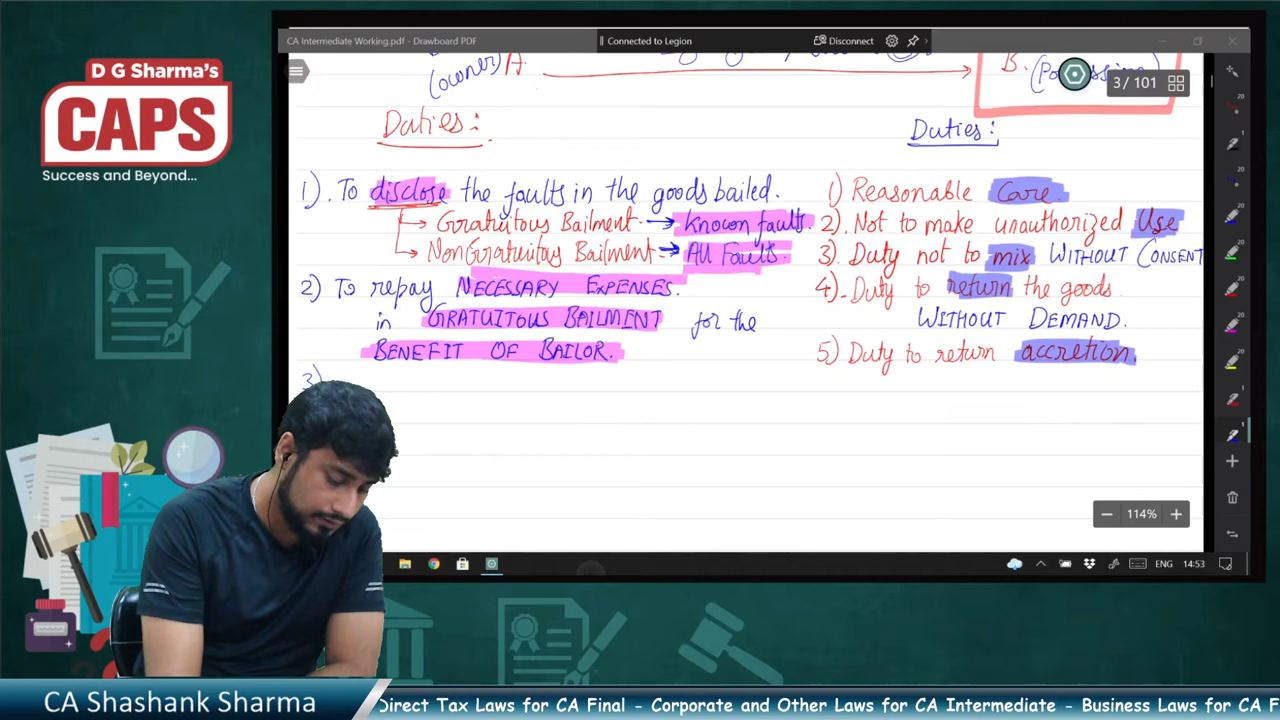 D G Sharma's
CAPS
Success and Beyond...
CA Intermediate Working.pdf - Drawboard PDF
Connected to Legion
Disconnect
3 / 101
(owner) A.
B.
Duties:
Duties:
1). To disclose the faults in the goods bailed.
→ Gratuitous Bailment → Known faults.
→ NonGratuitous Bailment → All Faults.
2) To repay NECESSARY EXPENSES.
in GRATUITOUS BAILMENT for the
BENEFIT OF BAILOR.
3)
1) Reasonable Care.
2). Not to make unauthorized Use
3. Duty not to mix WITHOUT CONSENT
4). Duty to return the goods
WITHOUT DEMAND.
5) Duty to return accretion.
114%
ENG
14:53
CA Shashank Sharma
Direct Tax Laws for CA Final - Corporate and Other Laws for CA Intermediate - Business Laws for CA F